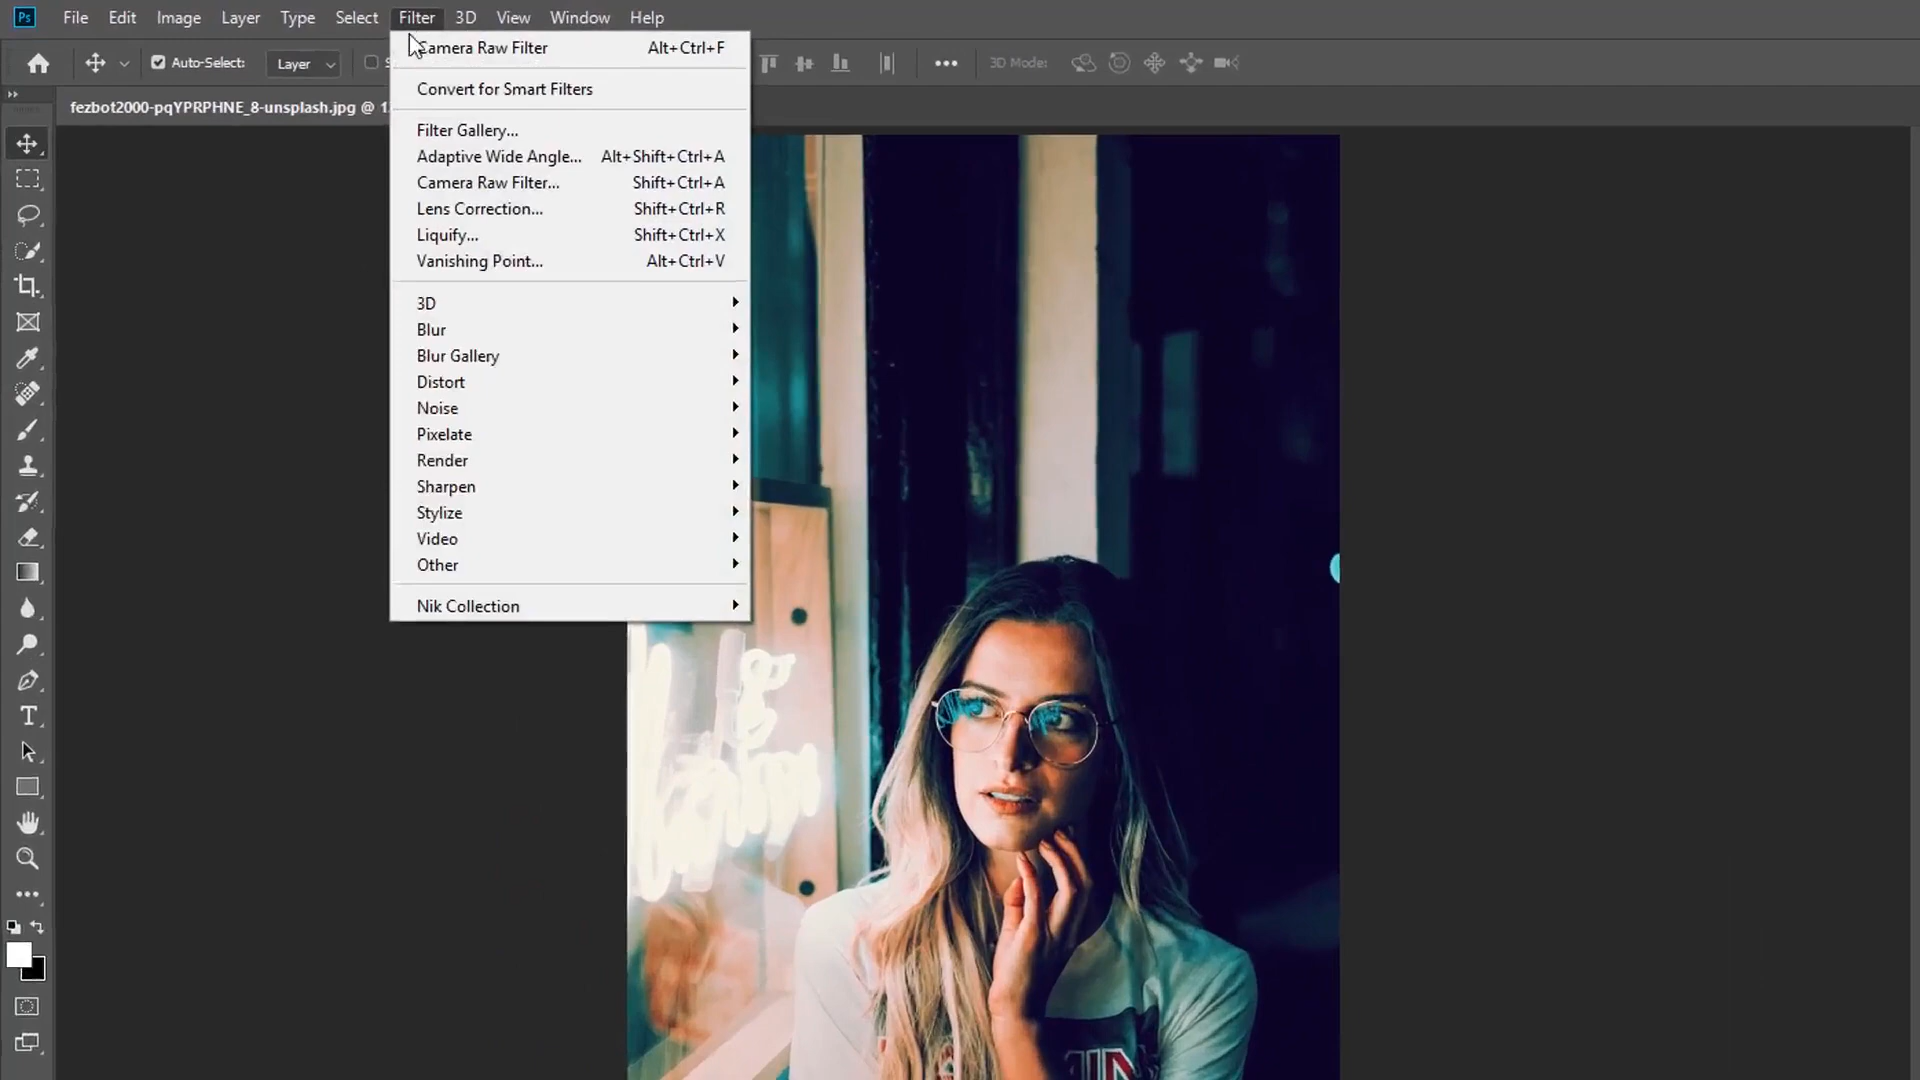 Ps File Edit Image Layer Type Select Filter 3D View Window Help
Auto-Select: Layer 3D Mode:
fezbot2000-pqYPRPHNE_8-unsplash.jpg @ 1
Camera Raw Filter Alt+Ctrl+F
Convert for Smart Filters
Filter Gallery...
Adaptive Wide Angle... Alt+Shift+Ctrl+A
Camera Raw Filter... Shift+Ctrl+A
Lens Correction... Shift+Ctrl+R
Liquify... Shift+Ctrl+X
Vanishing Point... Alt+Ctrl+V
3D
Blur
Blur Gallery
Distort
Noise
Pixelate
Render
Sharpen
Stylize
Video
Other
Nik Collection